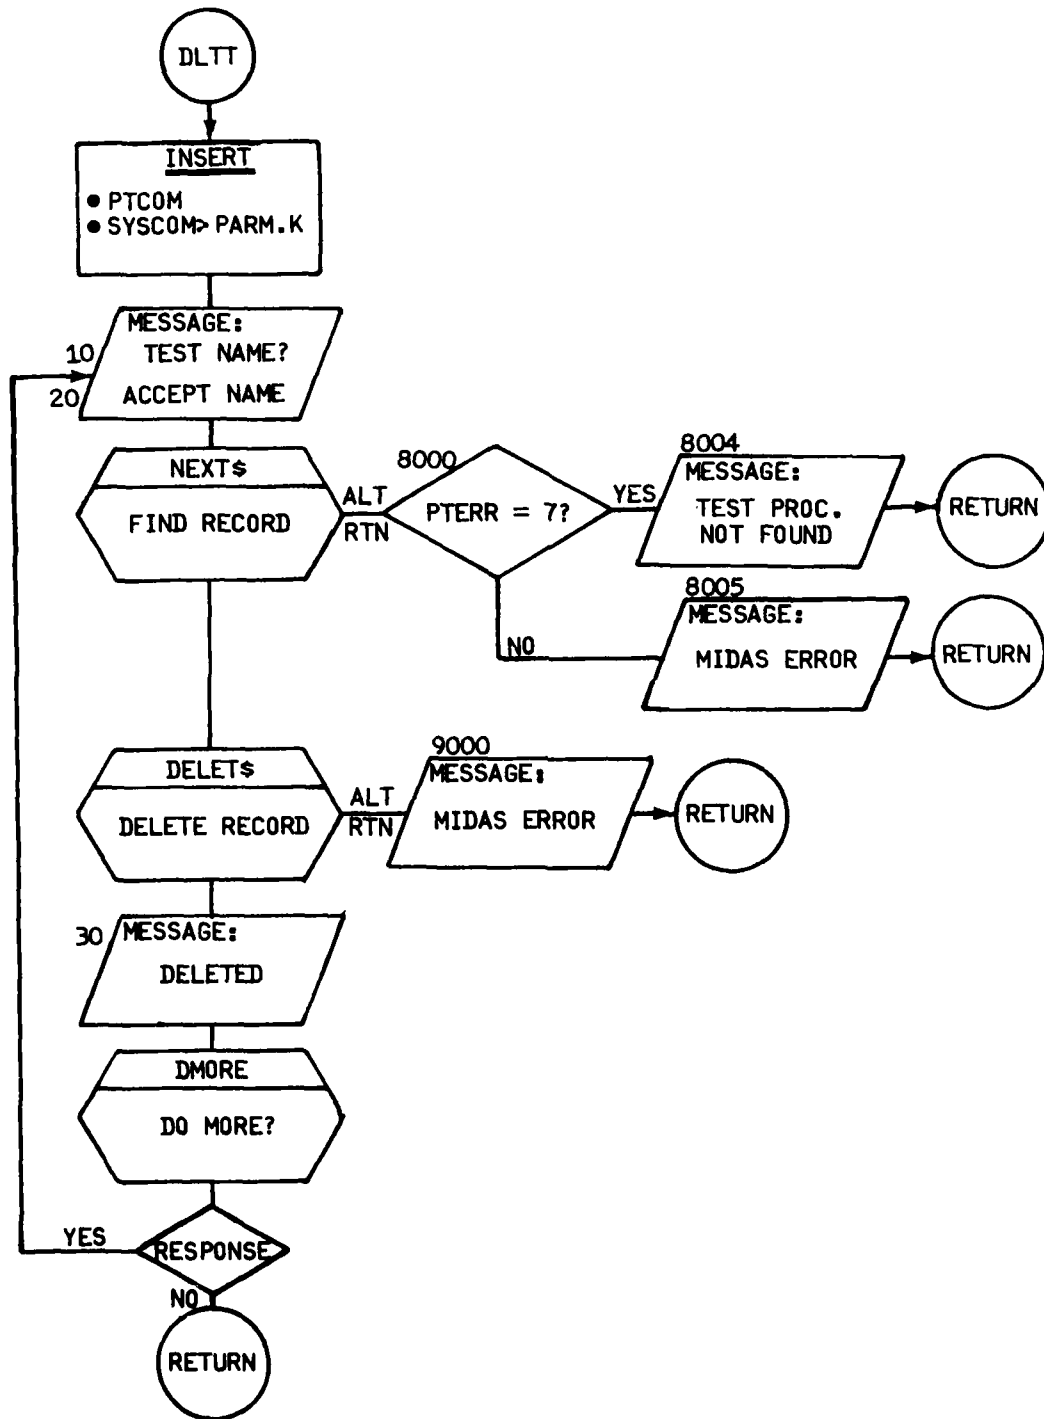 DLTT
INSERT
● PTCOM
● SYSCOM> PARM.K
MESSAGE:
10
TEST NAME?
20
ACCEPT NAME
NEXT$
FIND RECORD
ALT
RTN
8000
PTERR = 7?
YES
8004
MESSAGE:
TEST PROC.
NOT FOUND
RETURN
NO
8005
MESSAGE:
MIDAS ERROR
RETURN
DELET$
DELETE RECORD
ALT
RTN
9000
MESSAGE:
MIDAS ERROR
RETURN
30
MESSAGE:
DELETED
DMORE
DO MORE?
YES
RESPONSE
NO
RETURN